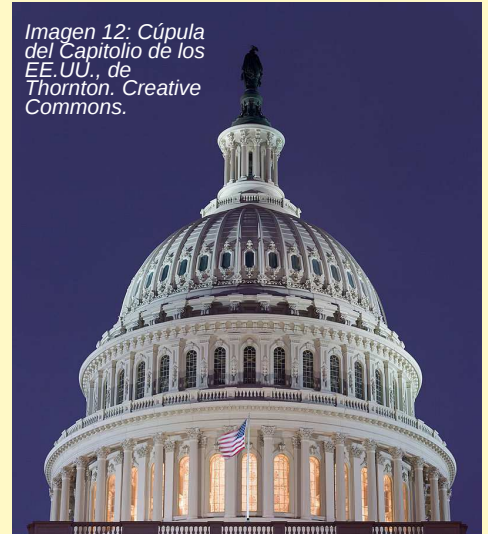 Imagen 12: Cúpula
del Capitolio de los
EE.UU., de
Thornton. Creative
Commons.